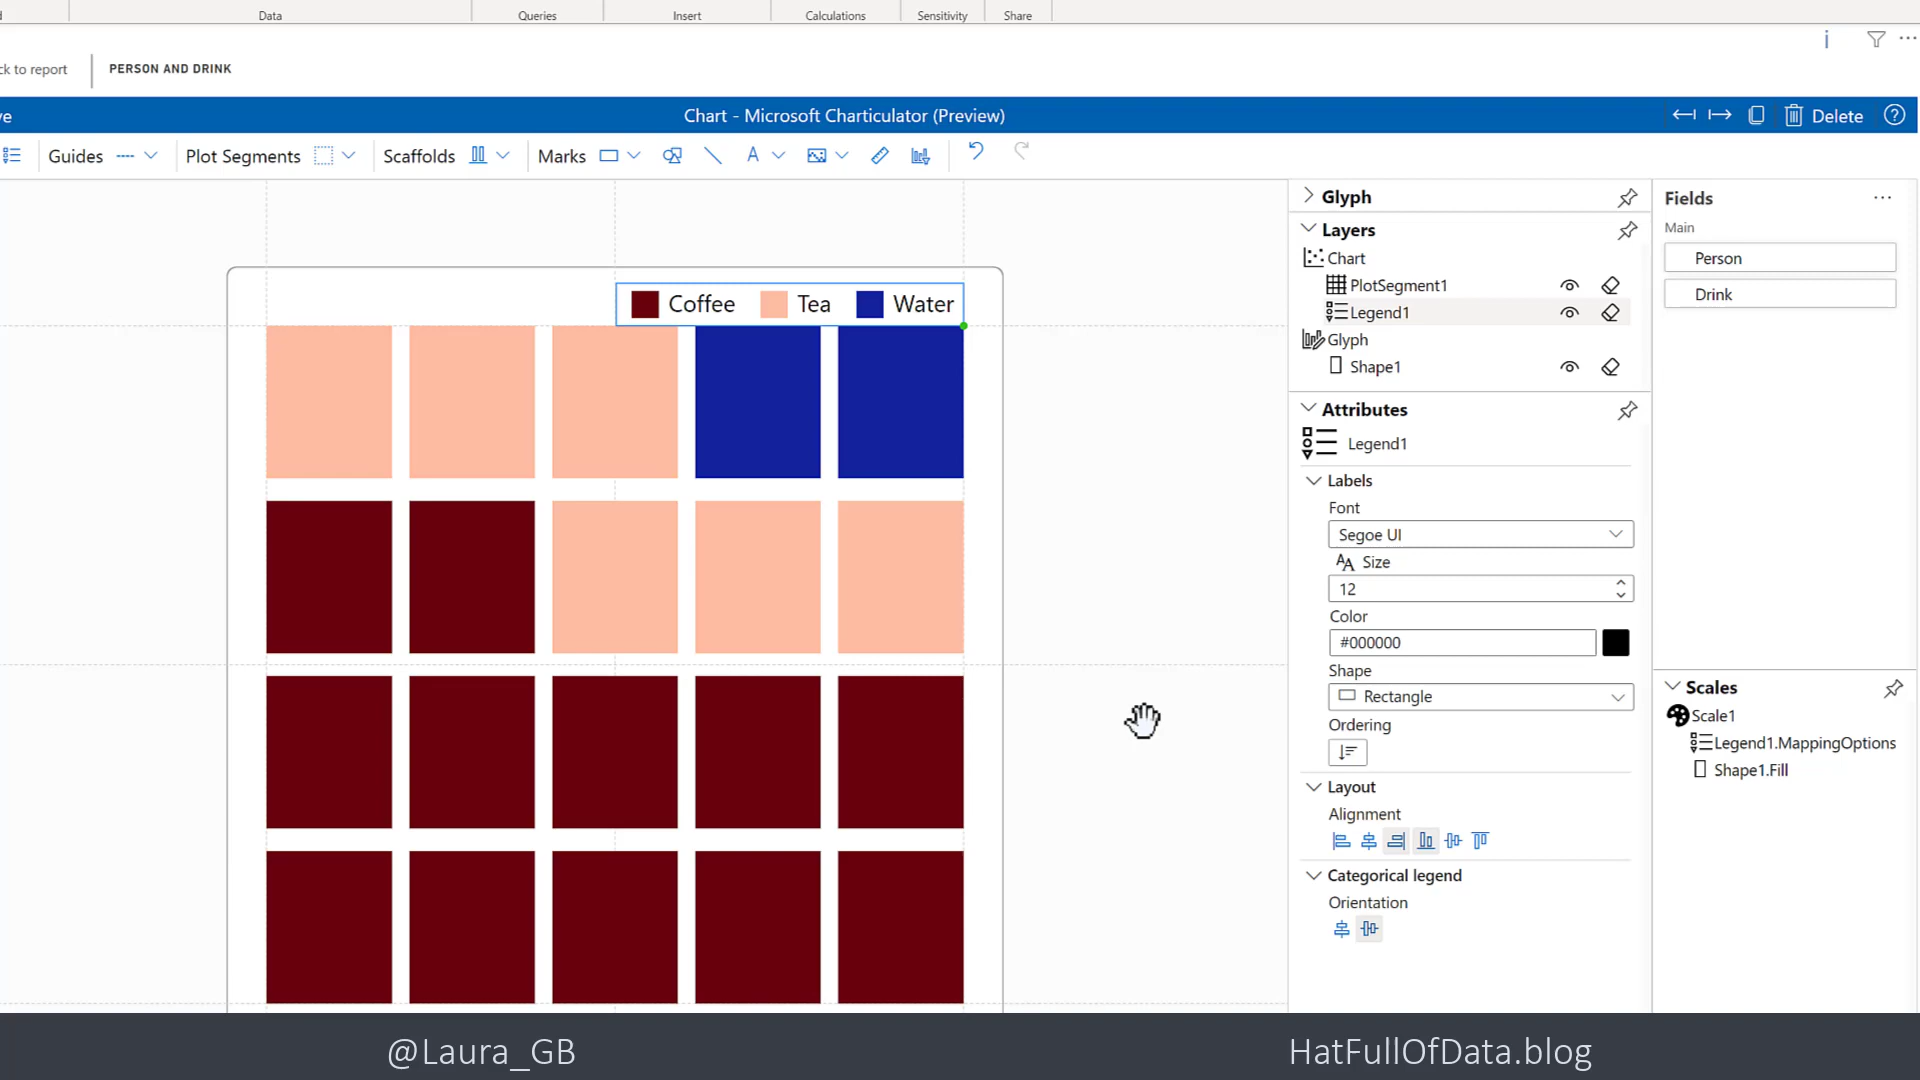 Data
Queries
Insert
Calculations
Sensitivity
Share
ck to report
PERSON AND DRINK
ve
Chart - Microsoft Charticulator (Preview)
Delete
Guides
Plot Segments
Scaffolds
Marks
Coffee
Tea
Water
Glyph
Layers
Chart
PlotSegment1
Legend1
Glyph
Shape1
Attributes
Legend1
Labels
Font
Segoe UI
Size
12
Color
#000000
Shape
Rectangle
Ordering
Layout
Alignment
Categorical legend
Orientation
Fields
Main
Person
Drink
Scales
Scale1
Legend1.MappingOptions
Shape1.Fill
@Laura_GB
HatFullOfData.blog